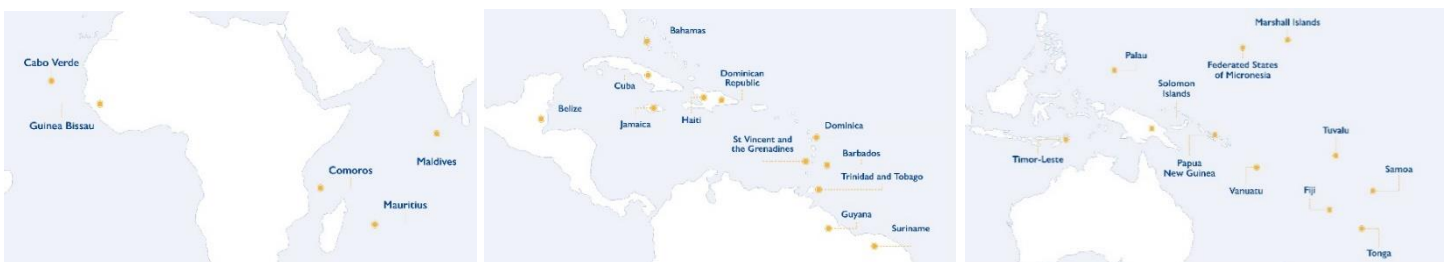 Cabo Verde
Guinea Bissau
Comoros
Mauritius
Maldives
Bahamas
Cuba
Dominican
Republic
Belize
Jamaica
Haiti
Dominica
St Vincent and
the Grenadines
Barbados
Trinidad and Tobago
Guyana
Suriname
Marshall Islands
Palau
Federated States
of Micronesia
Solomon
Islands
Timor-Leste
Papua
New Guinea
Vanuatu
Tuvalu
Fiji
Samoa
Tonga